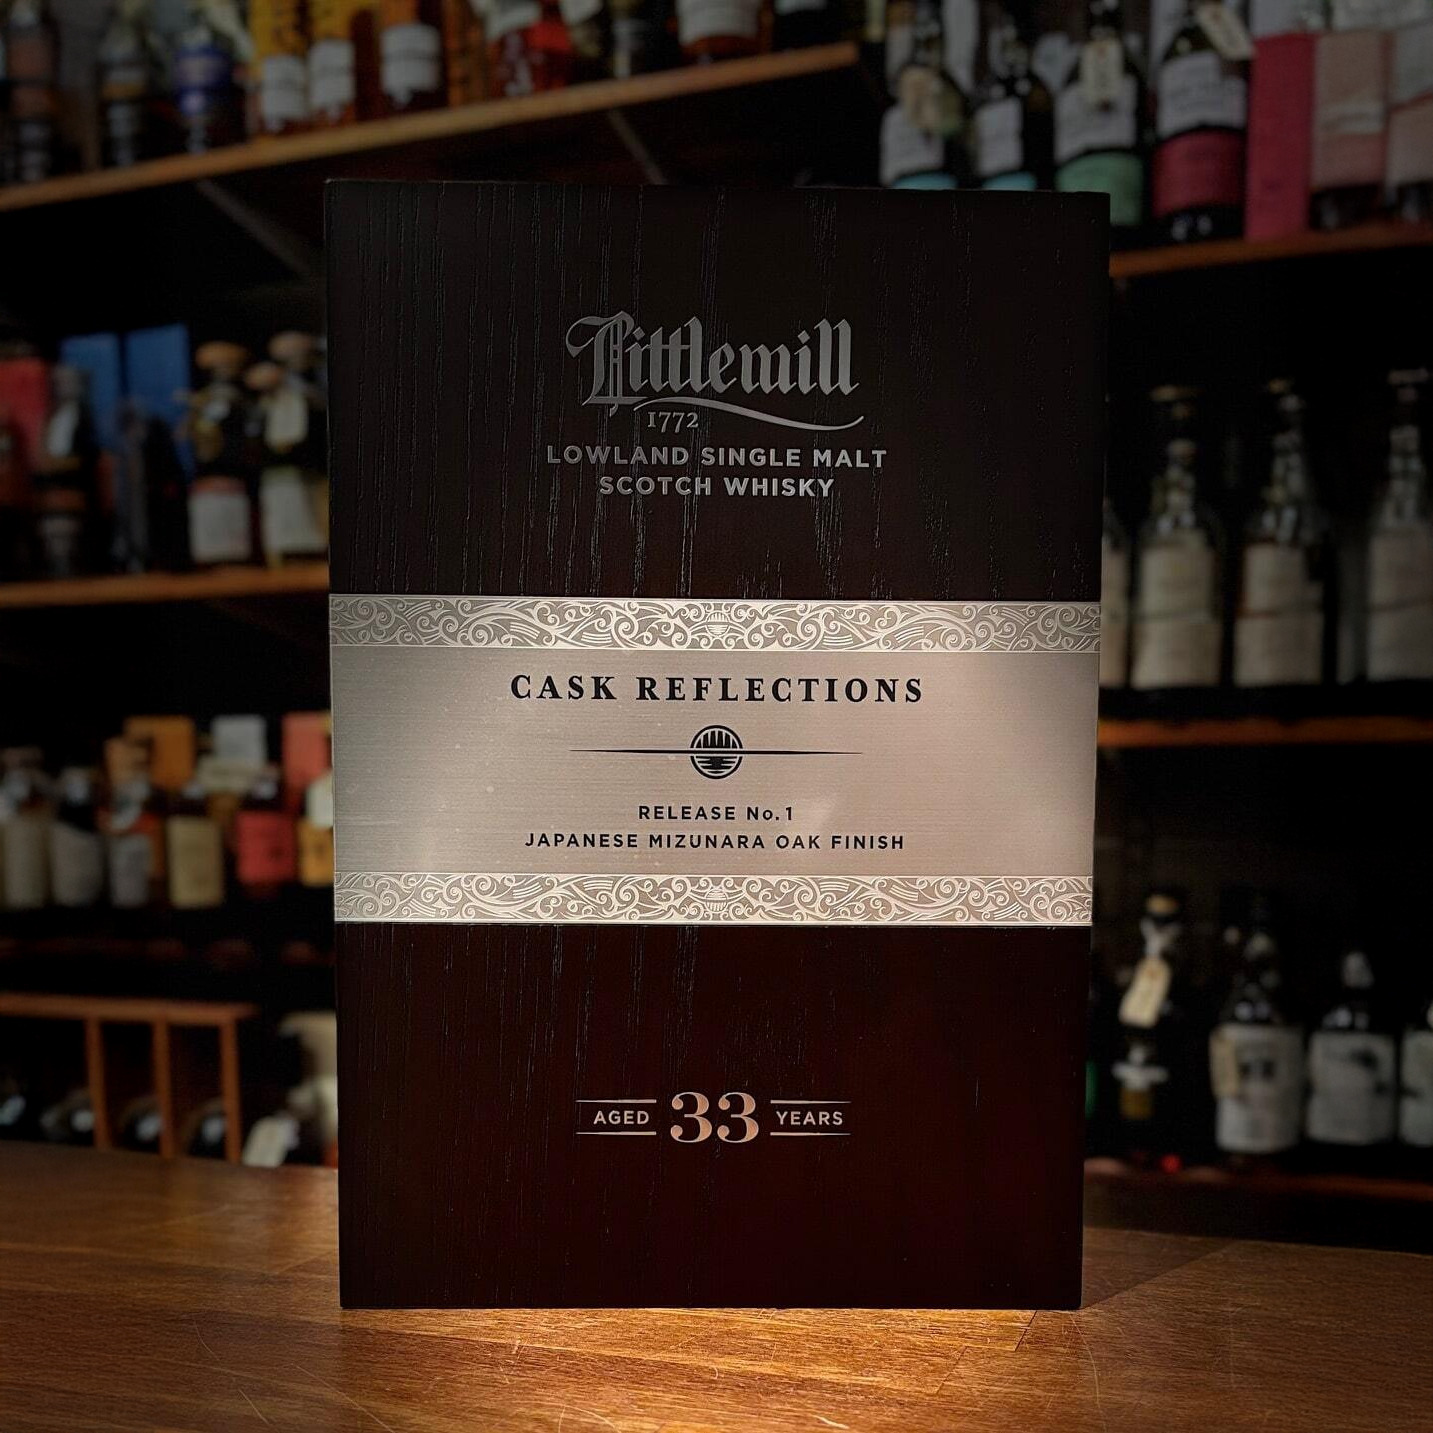 Littlemill
1772
LOWLAND SINGLE MALT
SCOTCH WHISKY
CASK REFLECTIONS
RELEASE No.1
JAPANESE MIZUNARA OAK FINISH
AGED 33 YEARS